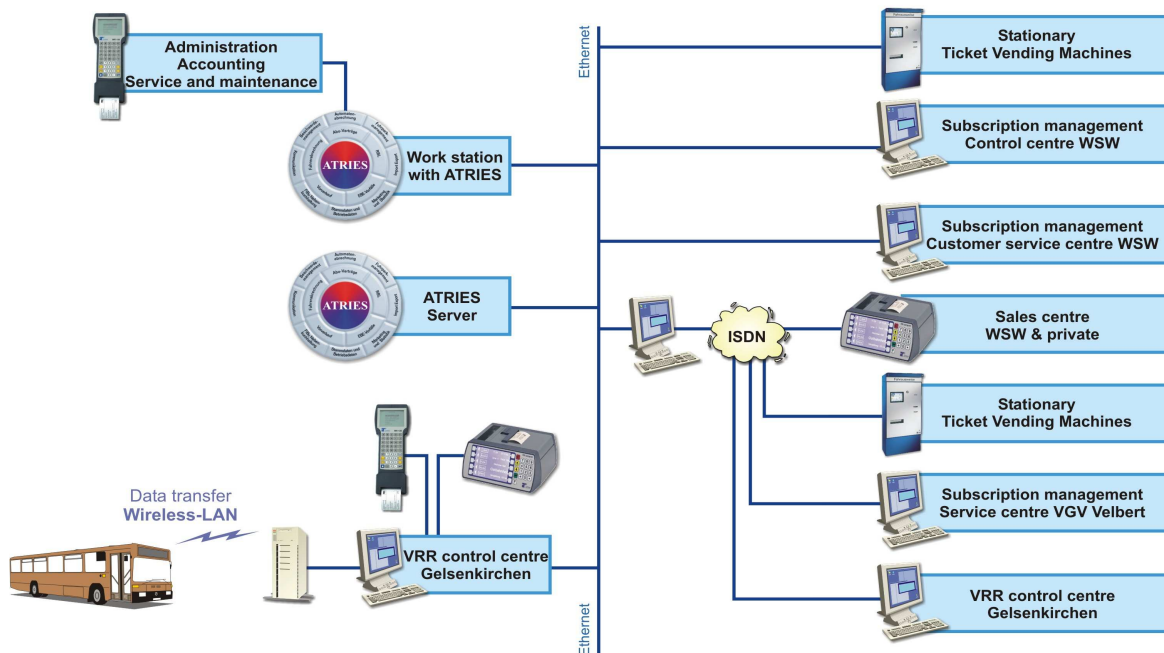 Administration
Accounting
Service and maintenance
ATRIES
Work station
with ATRIES
ATRIES
ATRIES
Server
Data transfer
Wireless-LAN
VRR control centre
Gelsenkirchen
Ethernet
Ethernet
Stationary
Ticket Vending Machines
Subscription management
Control centre WSW
Subscription management
Customer service centre WSW
ISDN
Sales centre
WSW & private
Stationary
Ticket Vending Machines
Subscription management
Service centre VGV Velbert
VRR control centre
Gelsenkirchen